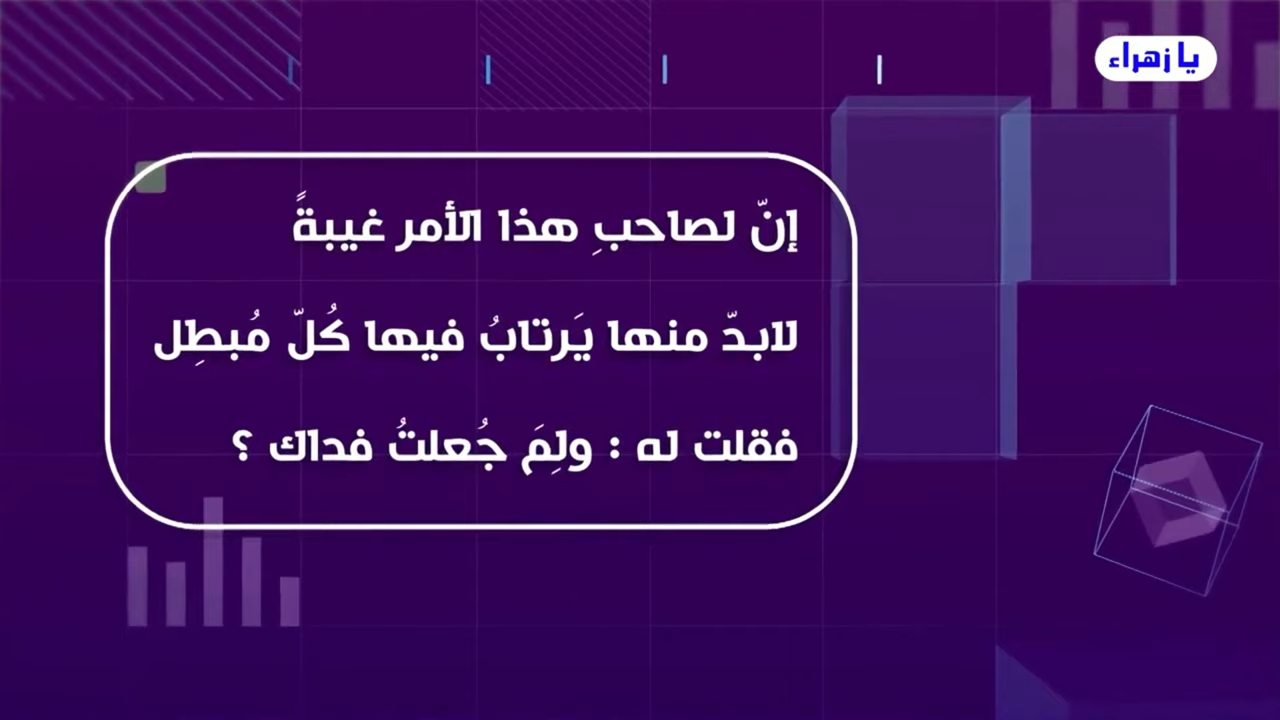 يا زهراء
إنّ لصاحبِ هذا الأمر غيبةً
لابدّ منها يَرتابُ فيها كُلّ مُبطِل
فقلت له : ولِمَ جُعلتُ فداك ؟